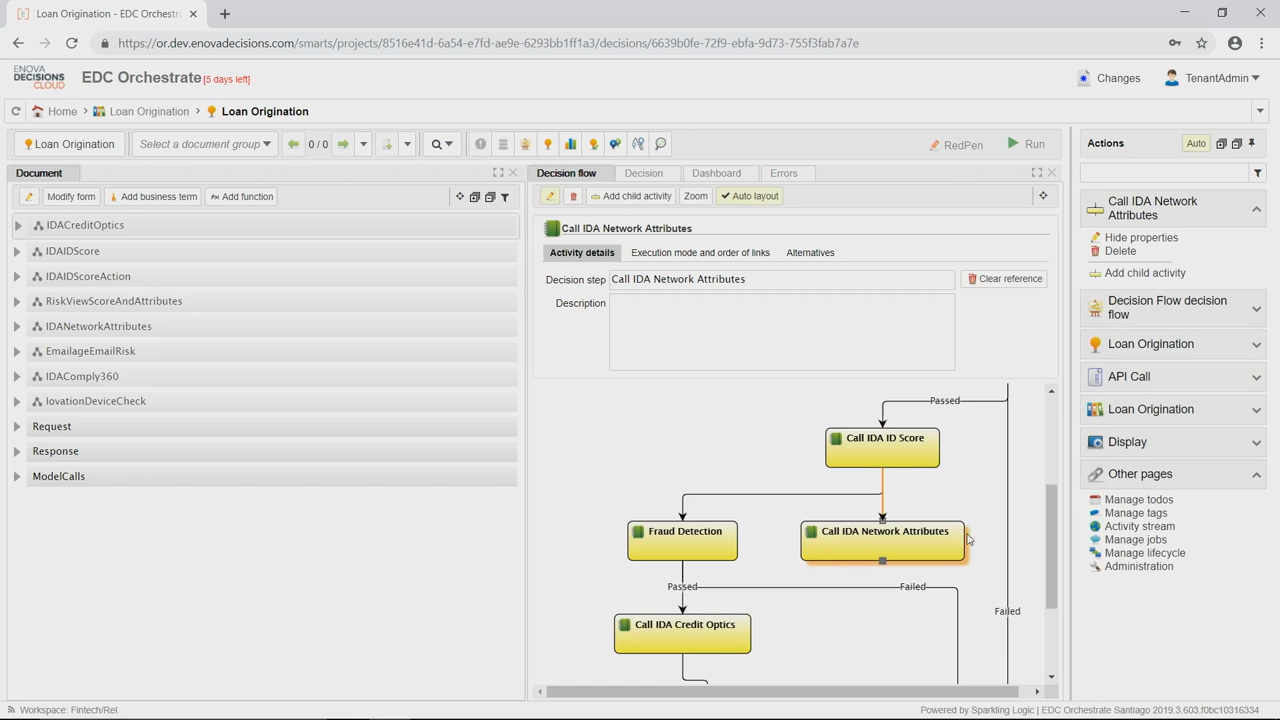 Loan Origination - EDC Orchestr
https://or.dev.enovadecisions.com/smarts/projects/8516e41d-6a54-e7fd-ae9e-6293bb1ff1a3/decisions/6639b0fe-72f9-ebfa-9d73-755f3fab7a7e
ENOVA
DECISIONS
CLOUD
EDC Orchestrate [5 days left]
Changes
TenantAdmin
Home
Loan Origination
Loan Origination
Loan Origination
Select a document group
0 / 0
RedPen
Run
Actions
Auto
Document
Decision flow
Decision
Dashboard
Errors
Modify form
Add business term
Add function
Add child activity
Zoom
Auto layout
IDACreditOptics
IDAIDScore
IDAIDScoreAction
RiskViewScoreAndAttributes
IDANetworkAttributes
EmailageEmailRisk
IDAComply360
IovationDeviceCheck
Request
Response
ModelCalls
Call IDA Network Attributes
Activity details
Execution mode and order of links
Alternatives
Decision step
Call IDA Network Attributes
Clear reference
Description
Passed
Call IDA ID Score
Fraud Detection
Call IDA Network Attributes
Passed
Failed
Failed
Call IDA Credit Optics
Call IDA Network
Attributes
Hide properties
Delete
Add child activity
Decision Flow decision
flow
Loan Origination
API Call
Loan Origination
Display
Other pages
Manage todos
Manage tags
Activity stream
Manage jobs
Manage lifecycle
Administration
Workspace: Fintech/Rel
Powered by Sparkling Logic | EDC Orchestrate Santiago 2019.3.603.f0bc10316334